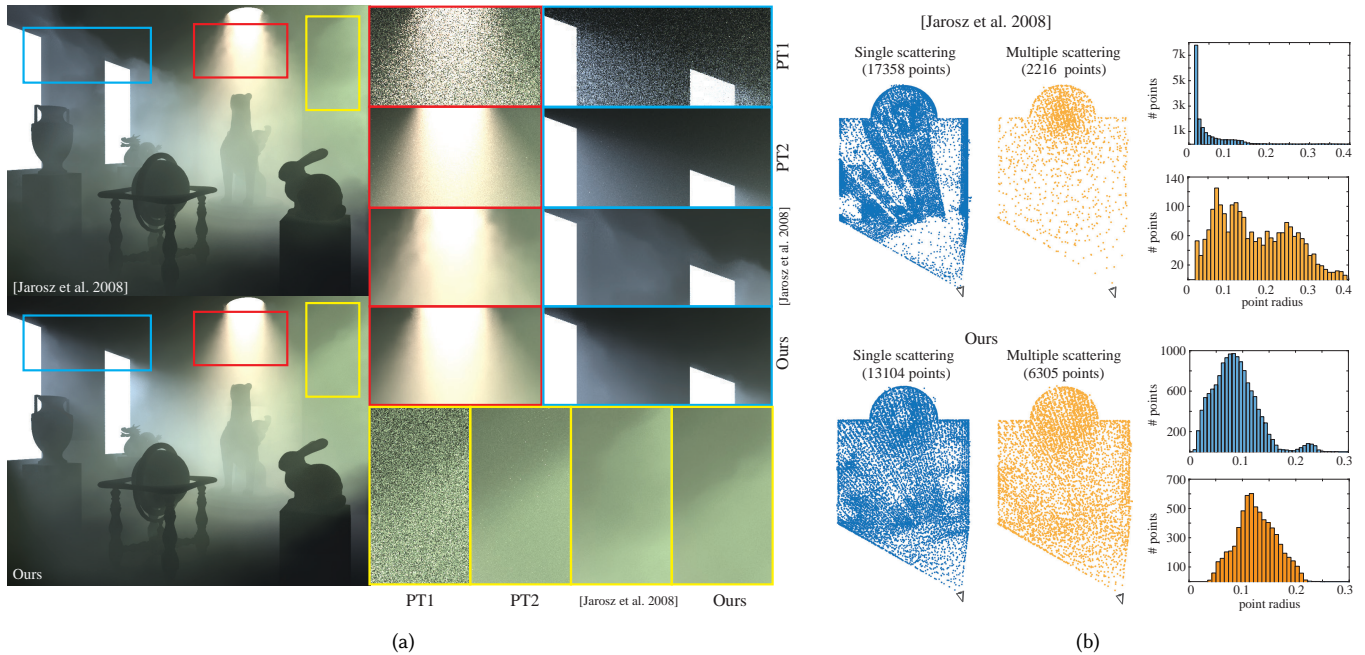 [Jarosz et al. 2008]
Ours
PT1
PT2
[Jarosz et al. 2008]
Ours
PT1
PT2
[Jarosz et al. 2008]
Ours
(a)
[Jarosz et al. 2008]
Single scattering
(17358 points)
Multiple scattering
(2216 points)
# points
7k
5k
3k
1k
0
0.1
0.2
0.3
0.4
# points
140
100
60
20
0
0.1
0.2
0.3
0.4
point radius
Ours
Single scattering
(13104 points)
Multiple scattering
(6305 points)
# points
1000
600
200
0
0.1
0.2
0.3
# points
700
500
300
100
0
0.1
0.2
0.3
point radius
(b)